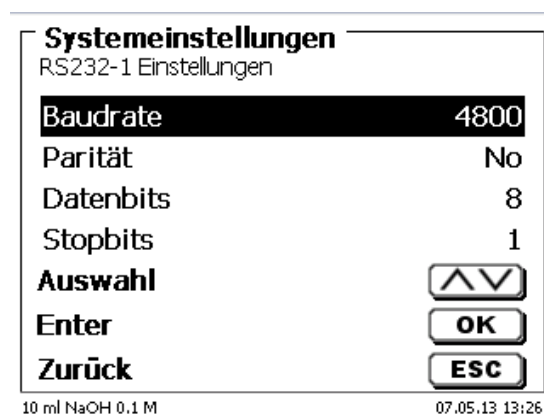 Systemeinstellungen
RS232-1 Einstellungen
Baudrate 4800
Parität No
Datenbits 8
Stopbits 1
Auswahl
Enter OK
Zurück ESC
10 ml NaOH 0.1 M 07.05.13 13:26